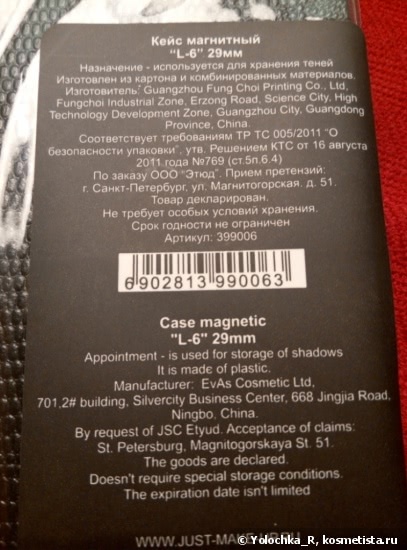 Кейс магнитный
"L-6" 29мм
Назначение - используется для хранения теней
Изготовлен из картона и комбинированных материалов.
Изготовитель: Guangzhou Fung Choi Printing Co., Ltd,
Fungchoi Industrial Zone, Erzong Road, Science City, High
Technology Development Zone, Guangzhou City, Guangdong
Province, China.
Соответствует требованиям ТР ТС 005/2011 "О
безопасности упаковки", утв. Решением КТС от 16 августа
2011.года №769 (ст.5п.6.4)
По заказу ООО "Этюд". Прием претензий:
г. Санкт-Петербург, ул. Магнитогорская д. 51.
Товар декларирован.
Не требует особых условий хранения.
Срок годности не ограничен
Артикул: 399006
6902813990063
Case magnetic
"L-6" 29mm
Appointment - is used for storage of shadows
It is made of plastic.
Manufacturer: EvAs Cosmetic Ltd,
701,2# building, Silvercity Business Center, 668 Jingjia Road,
Ningbo, China.
By request of JSC Etyud. Acceptance of claims:
St. Petersburg, Magnitogorskaya St. 51.
The goods are declared.
Doesn't require special storage conditions.
The expiration date isn't limited
WWW.JUST-MAKE-UP.RU
© Yolochka_R, kosmetista.ru